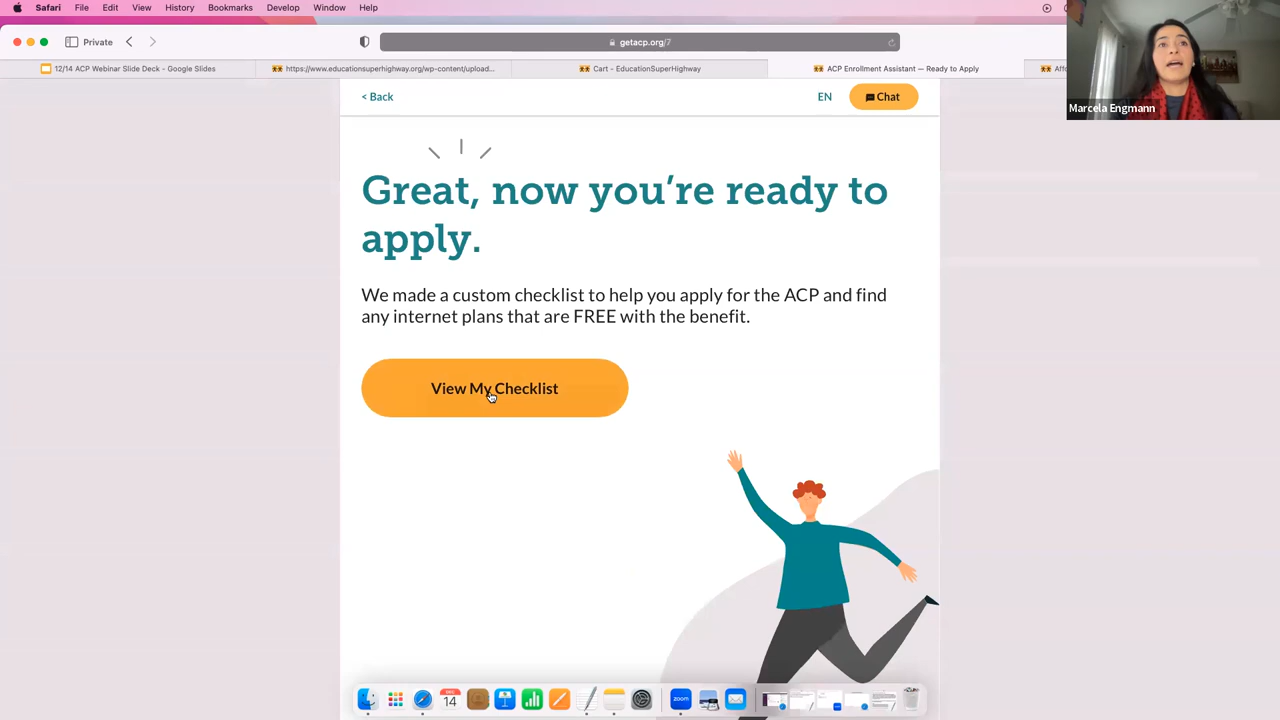 Safari File Edit View History Bookmarks Develop Window Help
Private
getacp.org/7
12/14 ACP Webinar Slide Deck - Google Slides
https://www.educationsuperhighway.org/wp-content/upload...
Cart - EducationSuperHighway
ACP Enrollment Assistant — Ready to Apply
Marcela Engmann
< Back
EN
Chat
Great, now you're ready to
apply.
We made a custom checklist to help you apply for the ACP and find
any internet plans that are FREE with the benefit.
View My Checklist
14
zoom